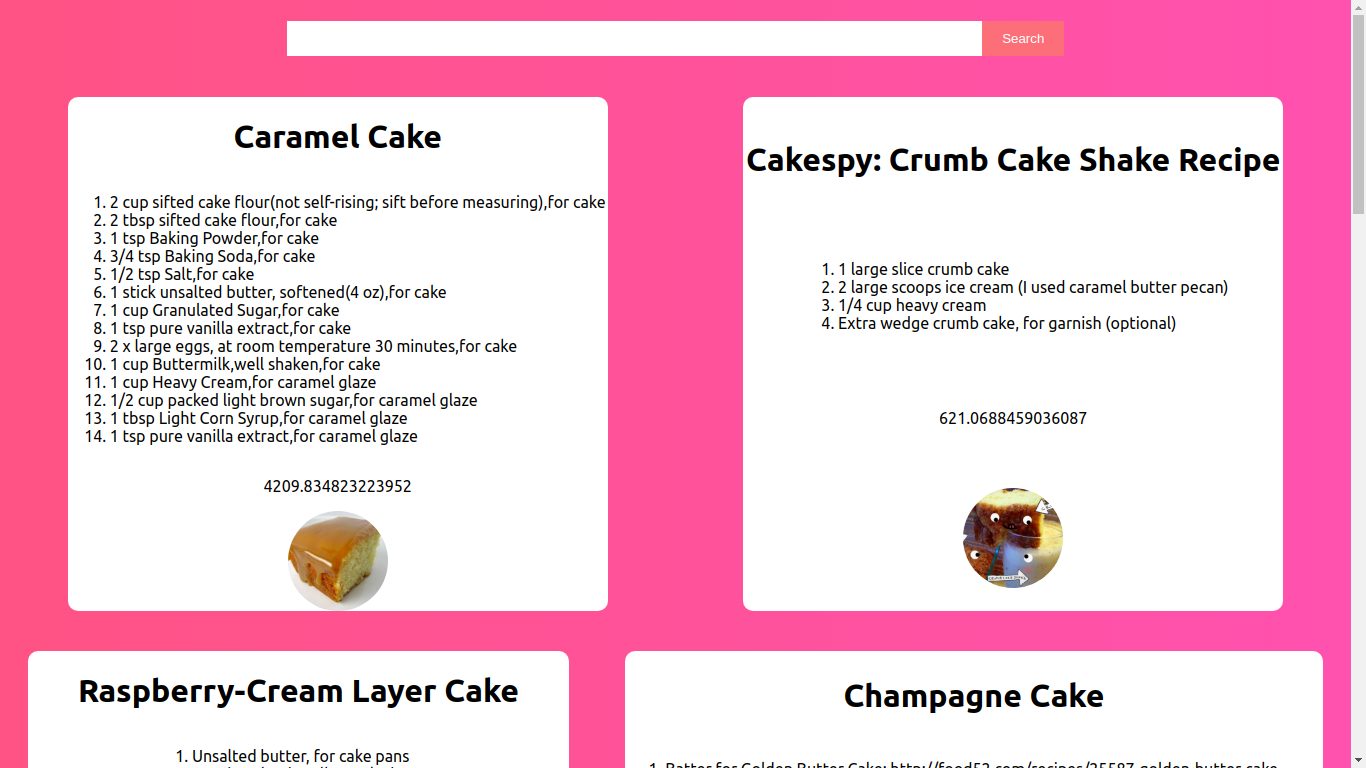 Search
Caramel Cake
1. 2 cup sifted cake flour(not self-rising; sift before measuring),for cake
2. 2 tbsp sifted cake flour,for cake
3. 1 tsp Baking Powder,for cake
4. 3/4 tsp Baking Soda,for cake
5. 1/2 tsp Salt,for cake
6. 1 stick unsalted butter, softened(4 oz),for cake
7. 1 cup Granulated Sugar,for cake
8. 1 tsp pure vanilla extract,for cake
9. 2 x large eggs, at room temperature 30 minutes,for cake
10. 1 cup Buttermilk,well shaken,for cake
11. 1 cup Heavy Cream,for caramel glaze
12. 1/2 cup packed light brown sugar,for caramel glaze
13. 1 tbsp Light Corn Syrup,for caramel glaze
14. 1 tsp pure vanilla extract,for caramel glaze
4209.834823223952
Cakespy: Crumb Cake Shake Recipe
1. 1 large slice crumb cake
2. 2 large scoops ice cream (I used caramel butter pecan)
3. 1/4 cup heavy cream
4. Extra wedge crumb cake, for garnish (optional)
621.0688459036087
Raspberry-Cream Layer Cake
1. Unsalted butter, for cake pans
Champagne Cake
1. Batter for Golden Butter Cake: http://food52.com/recipes/25587-golden-butter-cake